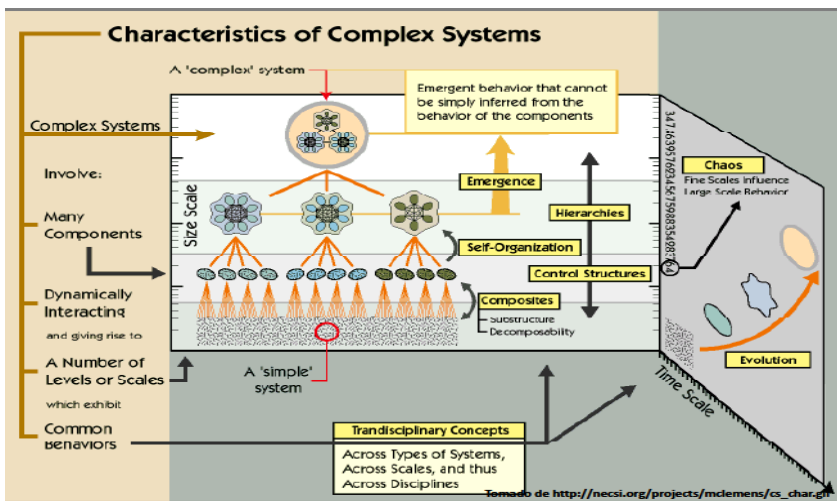 Characteristics of Complex Systems
A 'complex' system
Emergent behavior that cannot
be simply inferred from the
behavior of the components
Complex Systems
Involve:
Many
Components
Dynamically
Interacting
and giving rise to
A Number of
Levels or Scales
which exhibit
Common
Behaviors
Size Scale
Emergence
Hierarchies
Self-Organization
Control Structures
Composites
Substructure
Decomposability
A 'simple'
system
Chaos
Fine Scales Influence
Large Scale Behavior
Evolution
Time Scale
Trandisciplinary Concepts
Across Types of Systems,
Across Scales, and thus
Across Disciplines
Tomado de http://necsi.org/projects/mclemens/cs_char.gif